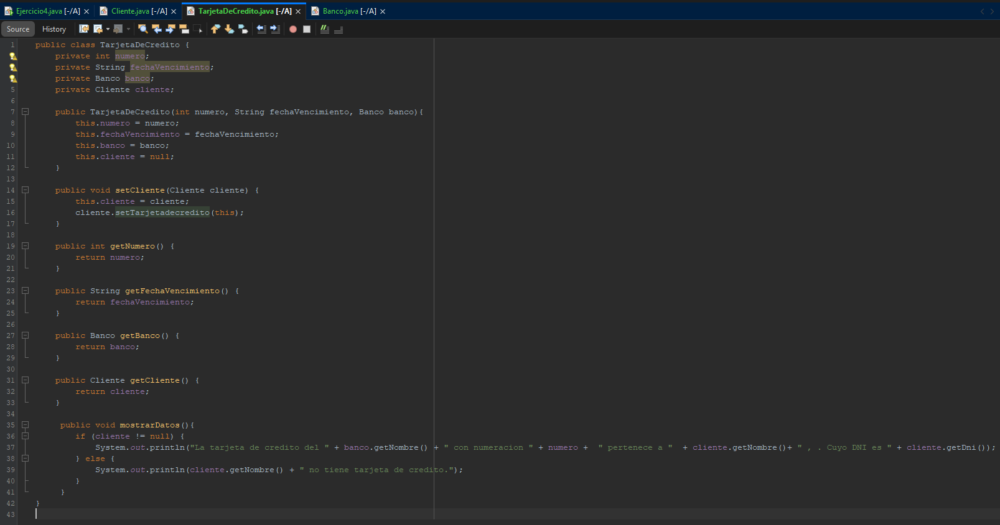 Ejercicio4.java [-/A] × Cliente.java [-/A] × TarjetaDeCredito.java [-/A] × Banco.java [-/A] ×
Source History
1 public class TarjetaDeCredito {
private int numero;
private String fechaVencimiento;
private Banco banco;
5 private Cliente cliente;
6
7 public TarjetaDeCredito(int numero, String fechaVencimiento, Banco banco){
8 this.numero = numero;
9 this.fechaVencimiento = fechaVencimiento;
10 this.banco = banco;
11 this.cliente = null;
12 }
13
14 public void setCliente(Cliente cliente) {
15 this.cliente = cliente;
16 cliente.setTarjetadecredito(this);
17 }
18
19 public int getNumero() {
20 return numero;
21 }
22
23 public String getFechaVencimiento() {
24 return fechaVencimiento;
25 }
26
27 public Banco getBanco() {
28 return banco;
29 }
30
31 public Cliente getCliente() {
32 return cliente;
33 }
34
35 public void mostrarDatos(){
36 if (cliente != null) {
37 System.out.println("La tarjeta de credito del " + banco.getNombre() + " con numeracion " + numero +  " pertenece a "  + cliente.getNombre()+ " , . Cuyo DNI es " + cliente.getDni());
38 } else {
39 System.out.println(cliente.getNombre() + " no tiene tarjeta de credito.");
40 }
41 }
42 }
43